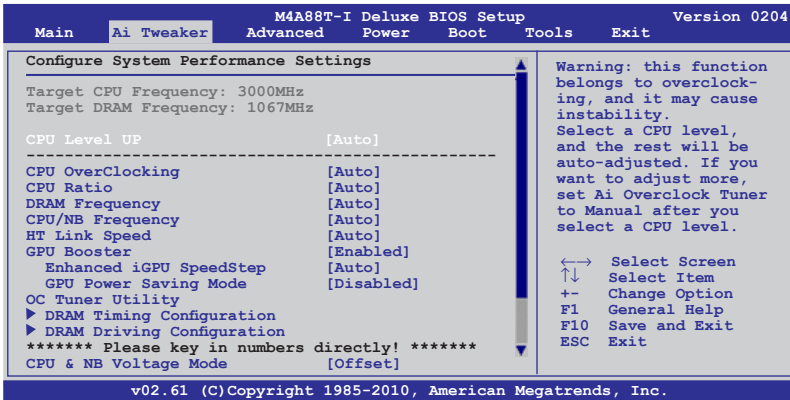 M4A88T-I Deluxe BIOS Setup Version 0204
Main Ai Tweaker Advanced Power Boot Tools Exit
Configure System Performance Settings
Target CPU Frequency: 3000MHz
Target DRAM Frequency: 1067MHz
CPU Level UP [Auto]
-------------------------------------------------
CPU OverClocking [Auto]
CPU Ratio [Auto]
DRAM Frequency [Auto]
CPU/NB Frequency [Auto]
HT Link Speed [Auto]
GPU Booster [Enabled]
Enhanced iGPU SpeedStep [Auto]
GPU Power Saving Mode [Disabled]
OC Tuner Utility
DRAM Timing Configuration
DRAM Driving Configuration
******* Please key in numbers directly! *******
CPU & NB Voltage Mode [Offset]
Warning: this function
belongs to overclock-
ing, and it may cause
instability.
Select a CPU level,
and the rest will be
auto-adjusted. If you
want to adjust more,
set Ai Overclock Tuner
to Manual after you
select a CPU level.
←→ Select Screen
↑↓ Select Item
+- Change Option
F1 General Help
F10 Save and Exit
ESC Exit
v02.61 (C)Copyright 1985-2010, American Megatrends, Inc.